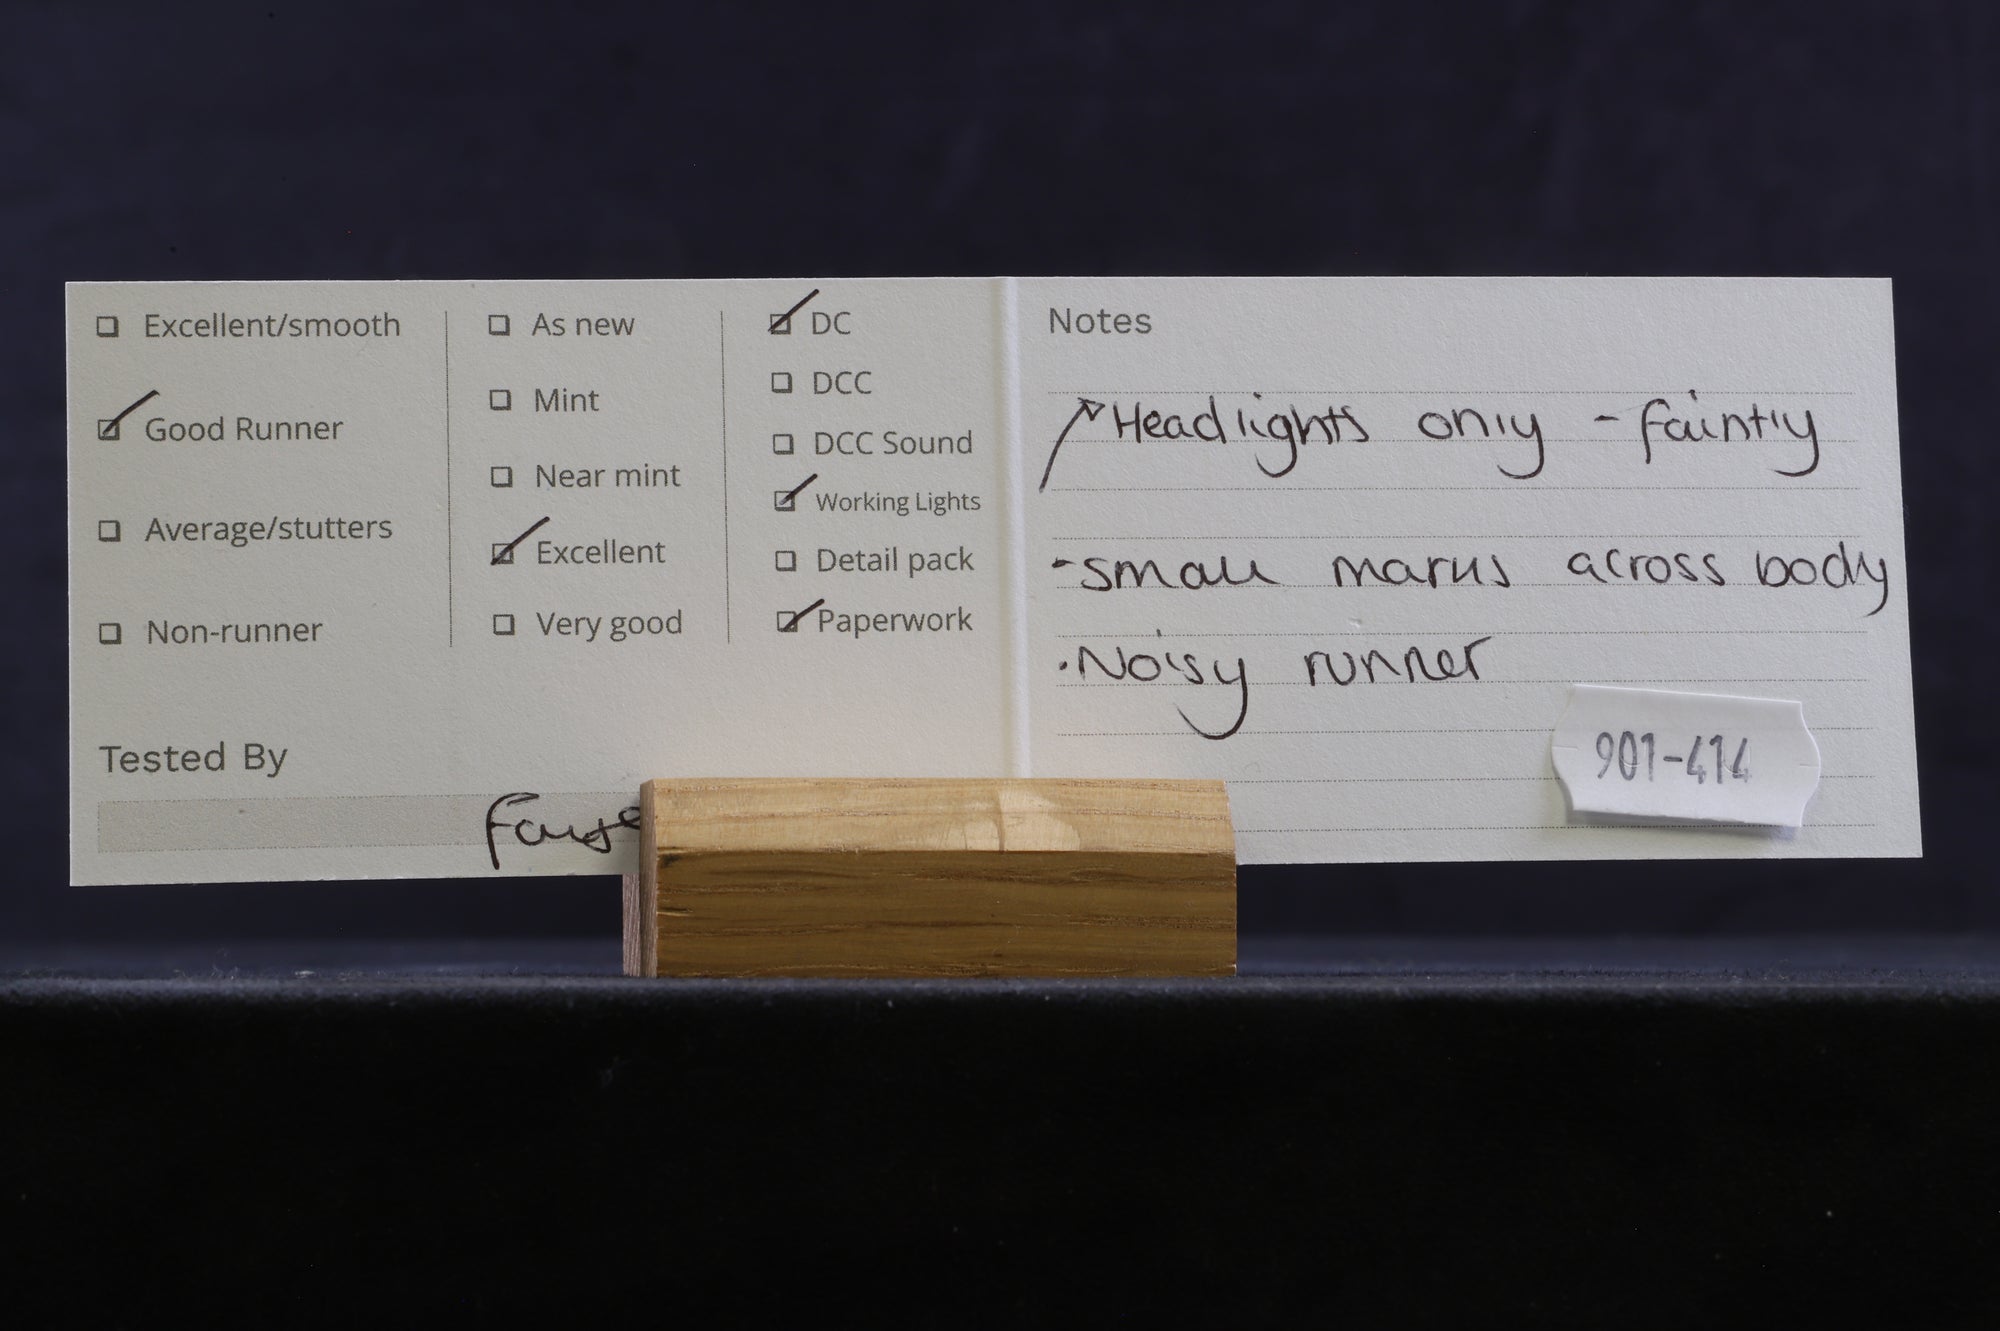 Excellent/smooth
Good Runner
Average/stutters
Non-runner
As new
Mint
Near mint
Excellent
Very good
DC
DCC
DCC Sound
Working Lights
Detail pack
Paperwork
Tested By
Notes
Headlights only - faintly
-small marks across body
·Noisy runner
901-414